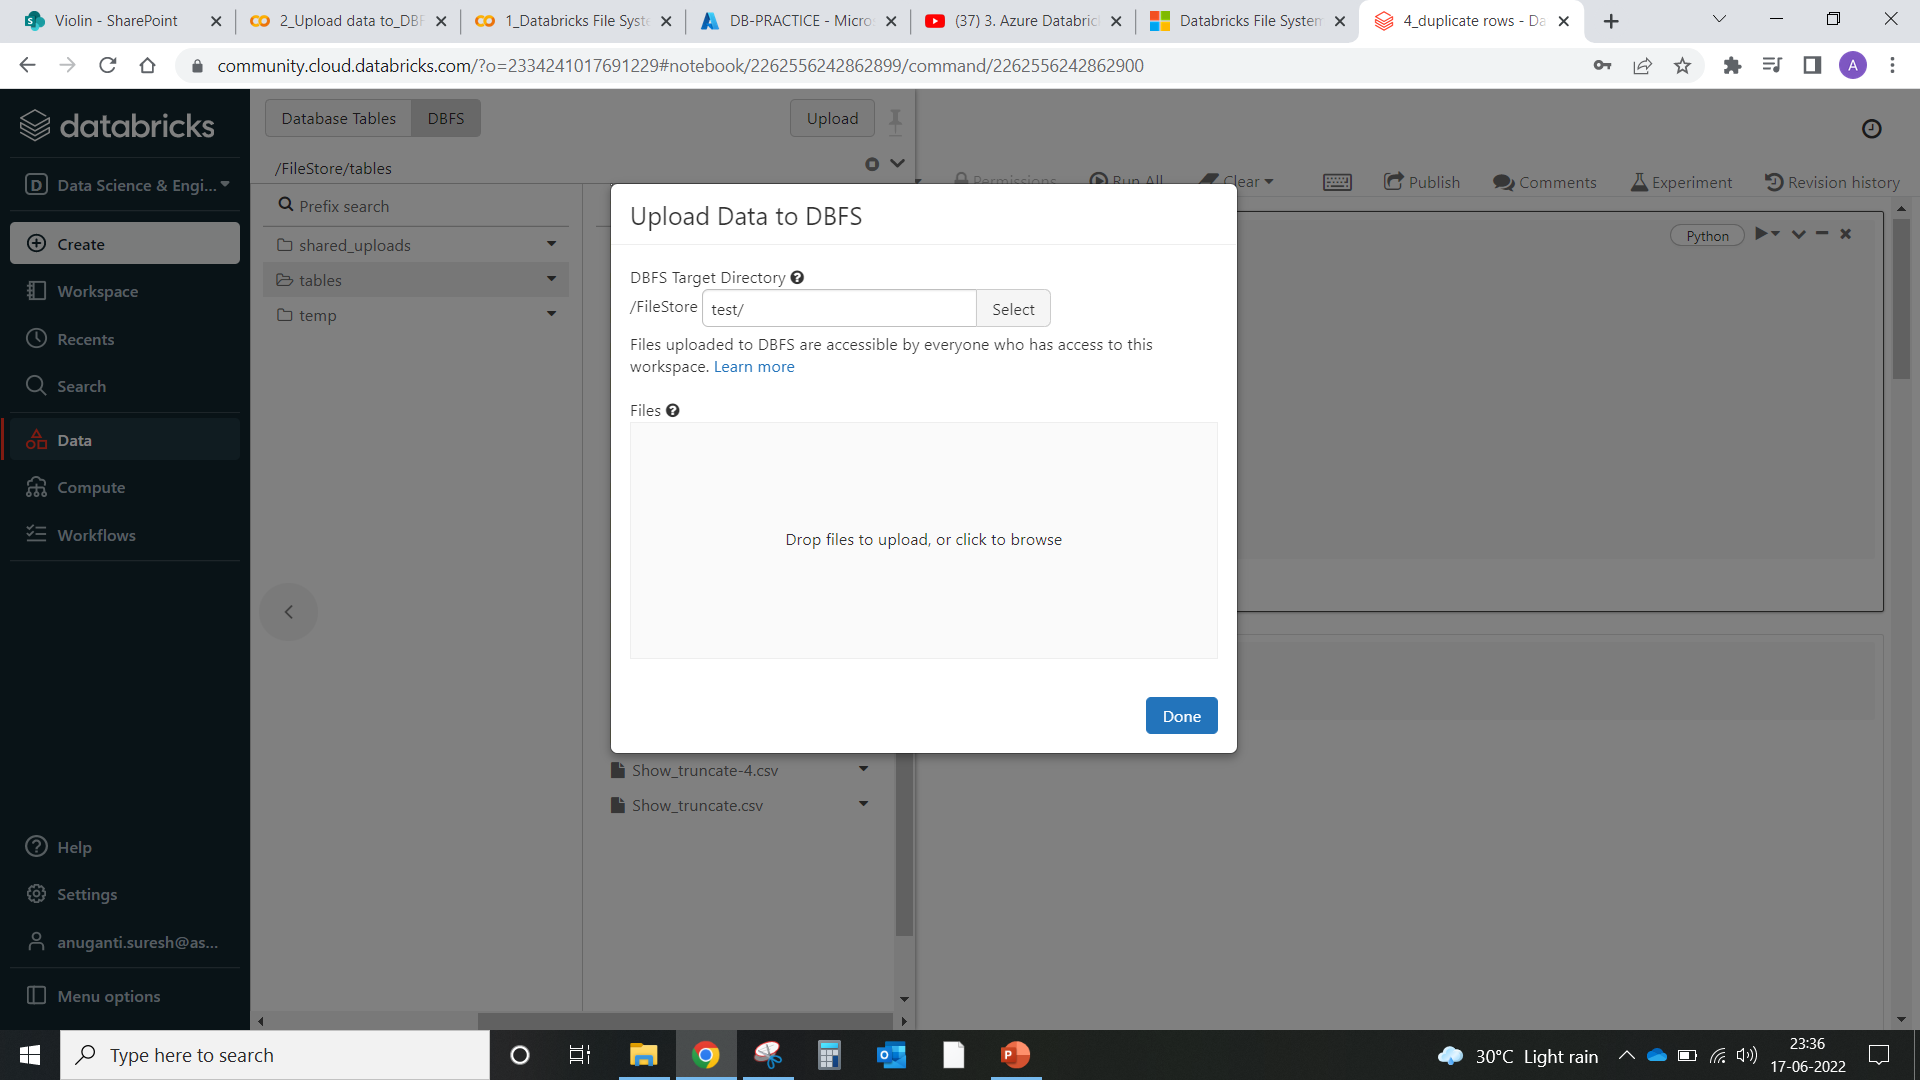 Violin - SharePoint
2_Upload data to_DBF
1_Databricks File Syste
DB-PRACTICE - Micro
(37) 3. Azure Databric
Databricks File System
4_duplicate rows - Da
community.cloud.databricks.com/?o=2334241017691229#notebook/2262556242862899/command/2262556242862900
A
databricks
D Data Science & Engi...
Create
Workspace
Recents
Search
Data
Compute
Workflows
Help
Settings
anuganti.suresh@as...
Menu options
Database Tables
DBFS
Upload
/FileStore/tables
Prefix search
shared_uploads
tables
temp
Show_truncate-4.csv
Show_truncate.csv
Permissions
Run All
Clear
Publish
Comments
Experiment
Revision history
Python
Upload Data to DBFS
DBFS Target Directory
/FileStore test/ Select
Files uploaded to DBFS are accessible by everyone who has access to this
workspace. Learn more
Files
Drop files to upload, or click to browse
Done
Type here to search
30°C Light rain
23:36
17-06-2022